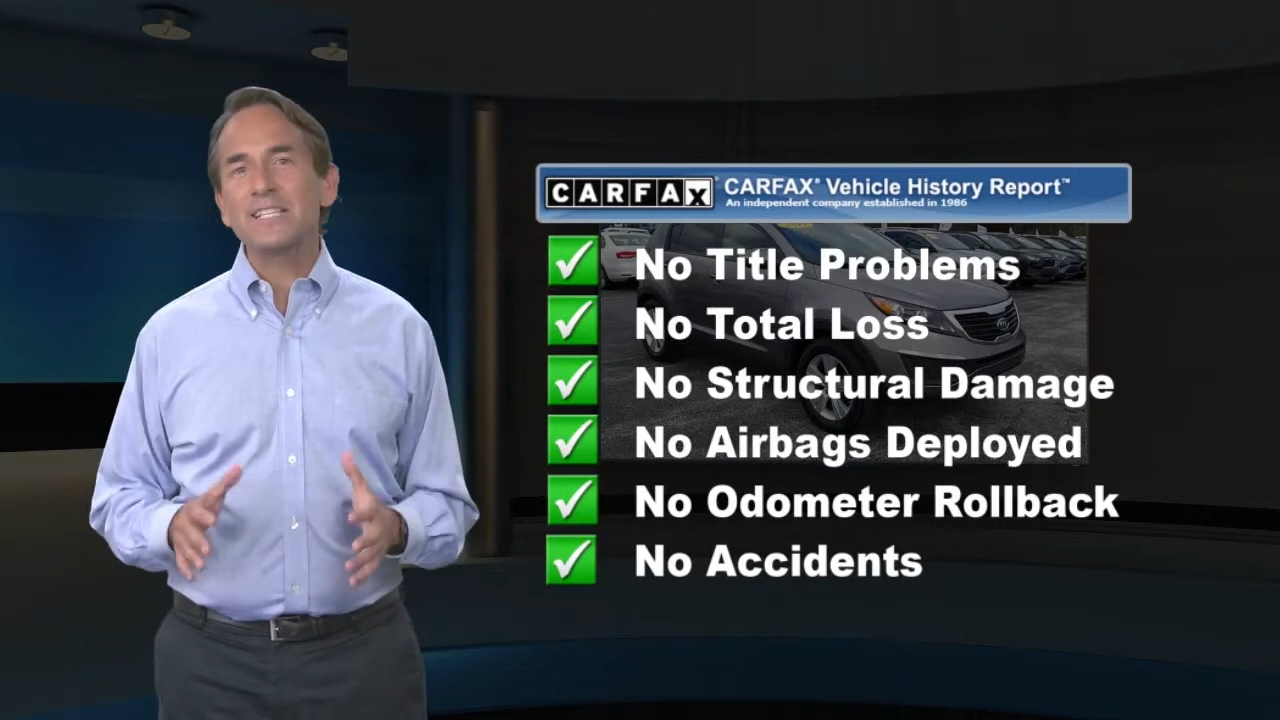 CARFAX® CARFAX® Vehicle History Report™
An independent company established in 1986
No Title Problems
No Total Loss
No Structural Damage
No Airbags Deployed
No Odometer Rollback
No Accidents